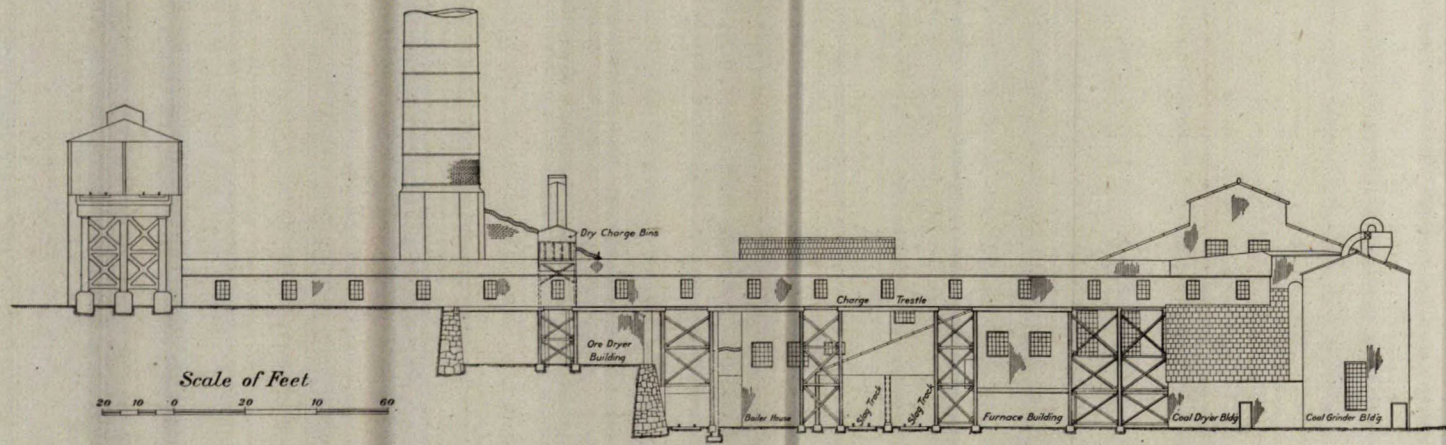 Dry Charge Bins
Charge Trestle
Ore Dryer
Building
Scale of Feet
20 10 0 20 10 60
Boiler House
Slag Track
Slag Track
Furnace Building
Coal Dryer Bldg
Coal Grinder Bld'g.